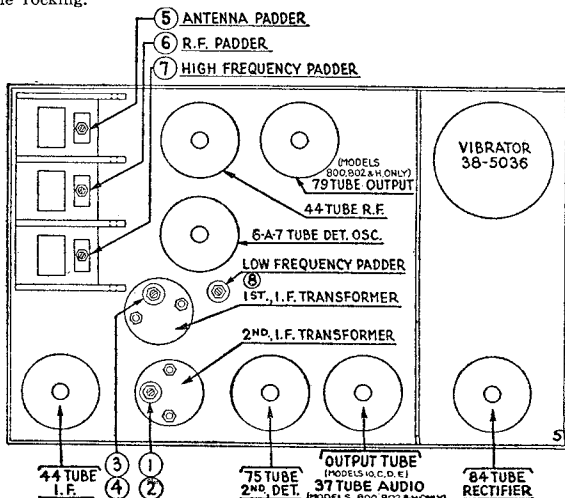 rocking.
⑤ ANTENNA PADDER
⑥ R.F. PADDER
⑦ HIGH FREQUENCY PADDER
VIBRATOR
38-5036
(MODELS
800,802 & H,ONLY)
79 TUBE OUTPUT
44 TUBE R.F.
6-A-7 TUBE DET. OSC.
LOW FREQUENCY PADDER
⑧
1ST., I.F. TRANSFORMER
2ND., I.F. TRANSFORMER
5
44 TUBE
I.F.
③
④
①
②
75 TUBE
2ND. DET.
OUTPUT TUBE
(MODELS 10,C,D,E)
37 TUBE AUDIO
(MODELS 800,802 & H,ONLY)
84 TUBE
RECTIFIER